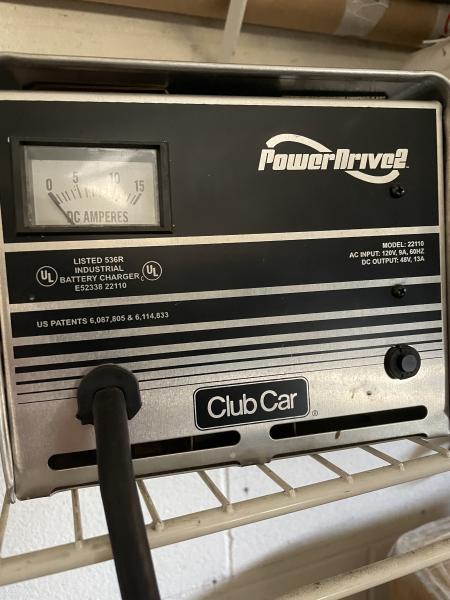 0 5 10 15
DC AMPERES
PowerDrive2
LISTED 536R
INDUSTRIAL
BATTERY CHARGER
E52338 22110
UL
UL
C
MODEL: 22110
AC INPUT: 120V, 9A, 60HZ
DC OUTPUT: 48V, 13A
US PATENTS 6,087,805 & 6,114,833
Club Car
®